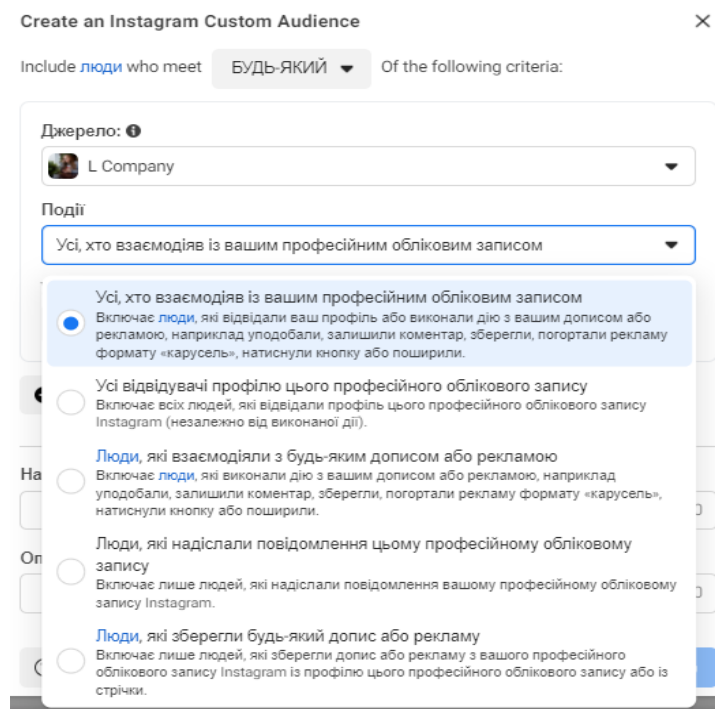 Create an Instagram Custom Audience
Include люди who meet БУДЬ-ЯКИЙ Of the following criteria:
Джерело:
L Company
Події
Усі, хто взаємодіяв із вашим професійним обліковим записом
Усі, хто взаємодіяв із вашим професійним обліковим записом
Включає люди, які відвідали ваш профіль або виконали дію з вашим дописом або
рекламою, наприклад уподобали, залишили коментар, зберегли, погортали рекламу
формату «карусель», натиснули кнопку або поширили.
Усі відвідувачі профілю цього професійного облікового запису
Включає всіх людей, які відвідали профіль цього професійного облікового запису
Instagram (незалежно від виконаної дії).
Люди, які взаємодіяли з будь-яким дописом або рекламою
Включає люди, які виконали дію з вашим дописом або рекламою, наприклад
уподобали, залишили коментар, зберегли, погортали рекламу формату «карусель»,
натиснули кнопку або поширили.
Люди, які надіслали повідомлення цьому професійному обліковому
запису
Включає лише людей, які надіслали повідомлення вашому професійному обліковому
запису Instagram.
Люди, які зберегли будь-який допис або рекламу
Включає лише людей, які зберегли допис або рекламу з вашого професійного
облікового запису Instagram із профілю цього професійного облікового запису або із
стрічки.